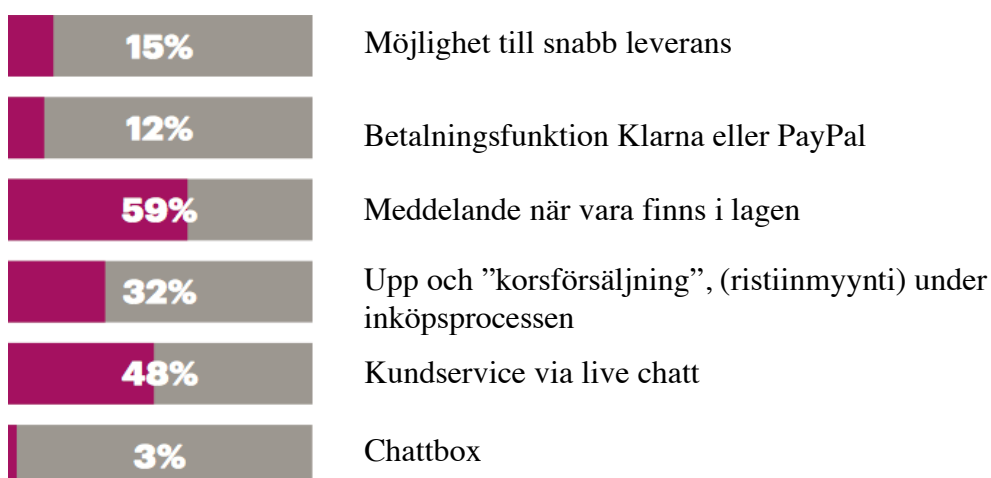 15% Möjlighet till snabb leverans
12% Betalningsfunktion Klarna eller PayPal
59% Meddelande när vara finns i lagen
32% Upp och ”korsförsäljning”, (ristiinmyynti) under
inköpsprocessen
48% Kundservice via live chatt
3% Chattbox